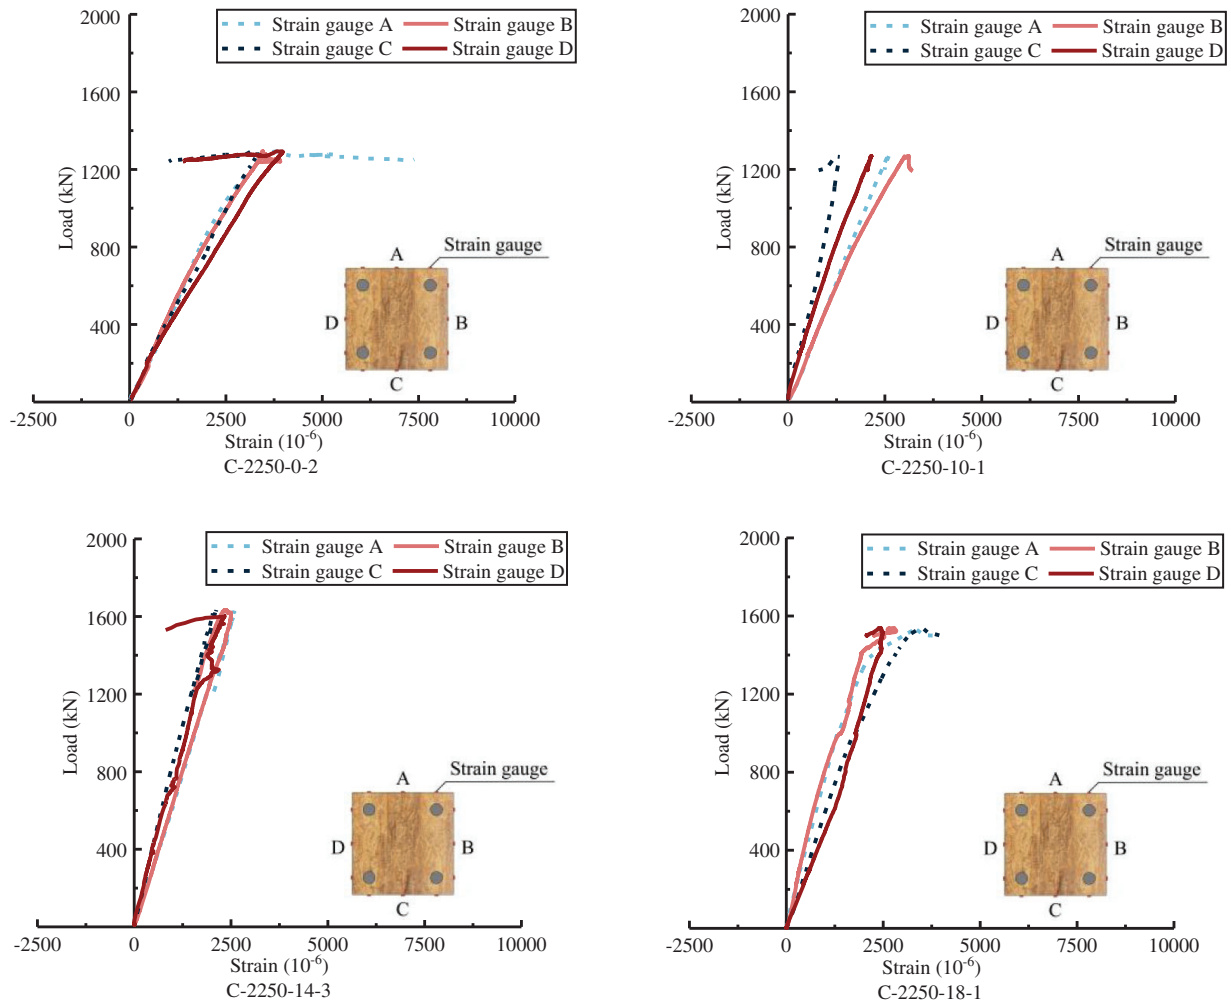 Strain gauge A Strain gauge B
Strain gauge C Strain gauge D
2000
1600
1200
800
400
0
Load (kN)
-2500 0 2500 5000 7500 10000
Strain (10⁻⁶)
C-2250-0-2
Strain gauge
A
D B
C
Strain gauge A Strain gauge B
Strain gauge C Strain gauge D
2000
1600
1200
800
400
0
Load (kN)
-2500 0 2500 5000 7500 10000
Strain (10⁻⁶)
C-2250-10-1
Strain gauge
A
D B
C
Strain gauge A Strain gauge B
Strain gauge C Strain gauge D
2000
1600
1200
800
400
0
Load (kN)
-2500 0 2500 5000 7500 10000
Strain (10⁻⁶)
C-2250-14-3
Strain gauge
A
D B
C
Strain gauge A Strain gauge B
Strain gauge C Strain gauge D
2000
1600
1200
800
400
0
Load (kN)
-2500 0 2500 5000 7500 10000
Strain (10⁻⁶)
C-2250-18-1
Strain gauge
A
D B
C